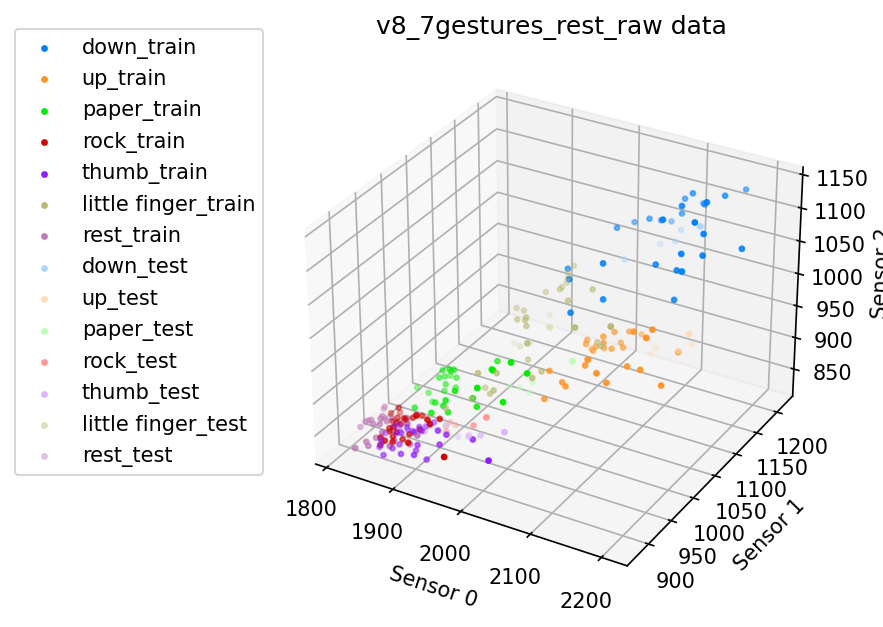 v8_7gestures_rest_raw data
down_train
up_train
paper_train
rock_train
thumb_train
little finger_train
rest_train
down_test
up_test
paper_test
rock_test
thumb_test
little finger_test
rest_test
1150
1100
1050
1000
950
900
850
Sensor 2
1200
1150
1100
1050
1000
950
900
Sensor 1
1800
1900
2000
2100
2200
Sensor 0